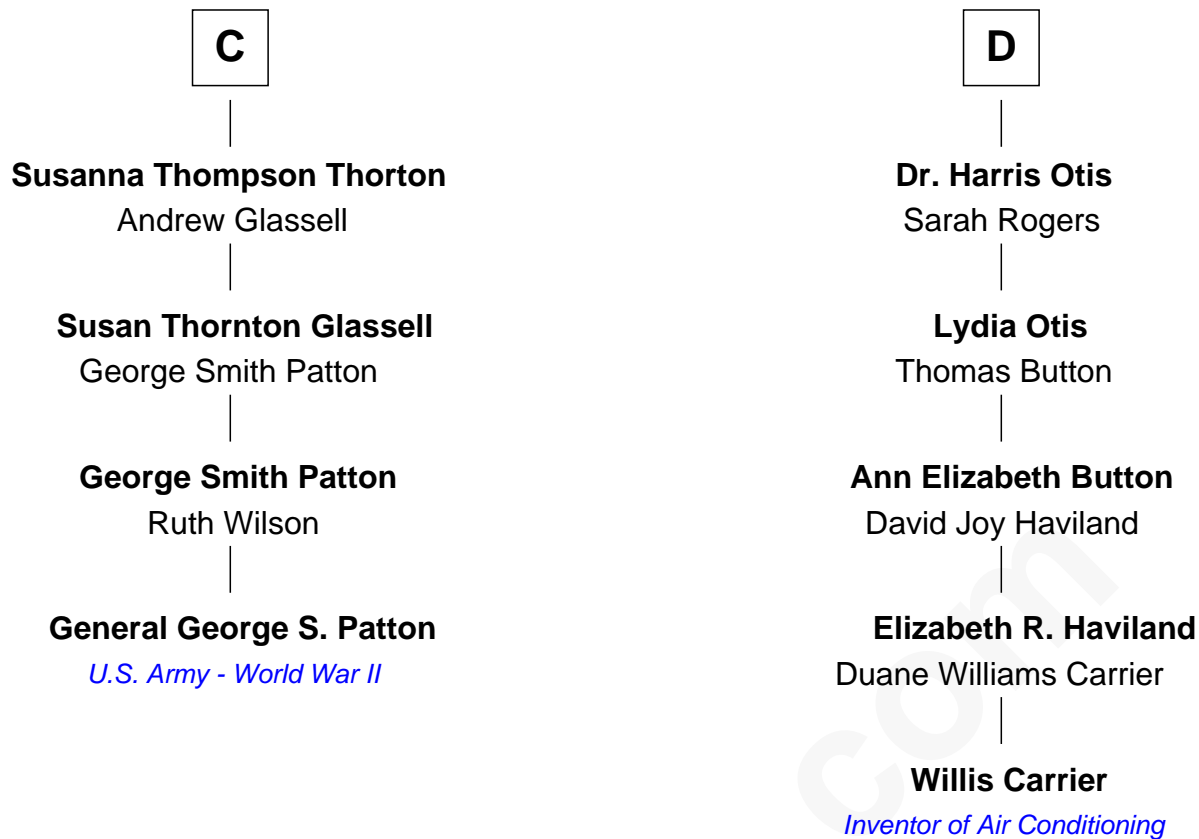 C
Susanna Thompson Thorton
Andrew Glassell
Susan Thornton Glassell
George Smith Patton
George Smith Patton
Ruth Wilson
General George S. Patton
U.S. Army - World War II
D
Dr. Harris Otis
Sarah Rogers
Lydia Otis
Thomas Button
Ann Elizabeth Button
David Joy Haviland
Elizabeth R. Haviland
Duane Williams Carrier
Willis Carrier
Inventor of Air Conditioning
com